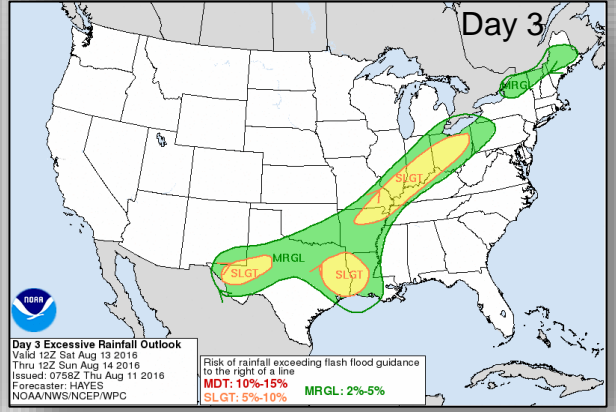 Day 3
MRGL
SLGT
MRGL
SLGT
SLGT
NOAA
Day 3 Excessive Rainfall Outlook
Valid 12Z Sat Aug 13 2016
Thru 12Z Sun Aug 14 2016
Issued: 0758Z Thu Aug 11 2016
Forecaster: HAYES
NOAA/NWS/NCEP/WPC
Risk of rainfall exceeding flash flood guidance
to the right of a line
MDT: 10%-15%
SLGT: 5%-10%
MRGL: 2%-5%